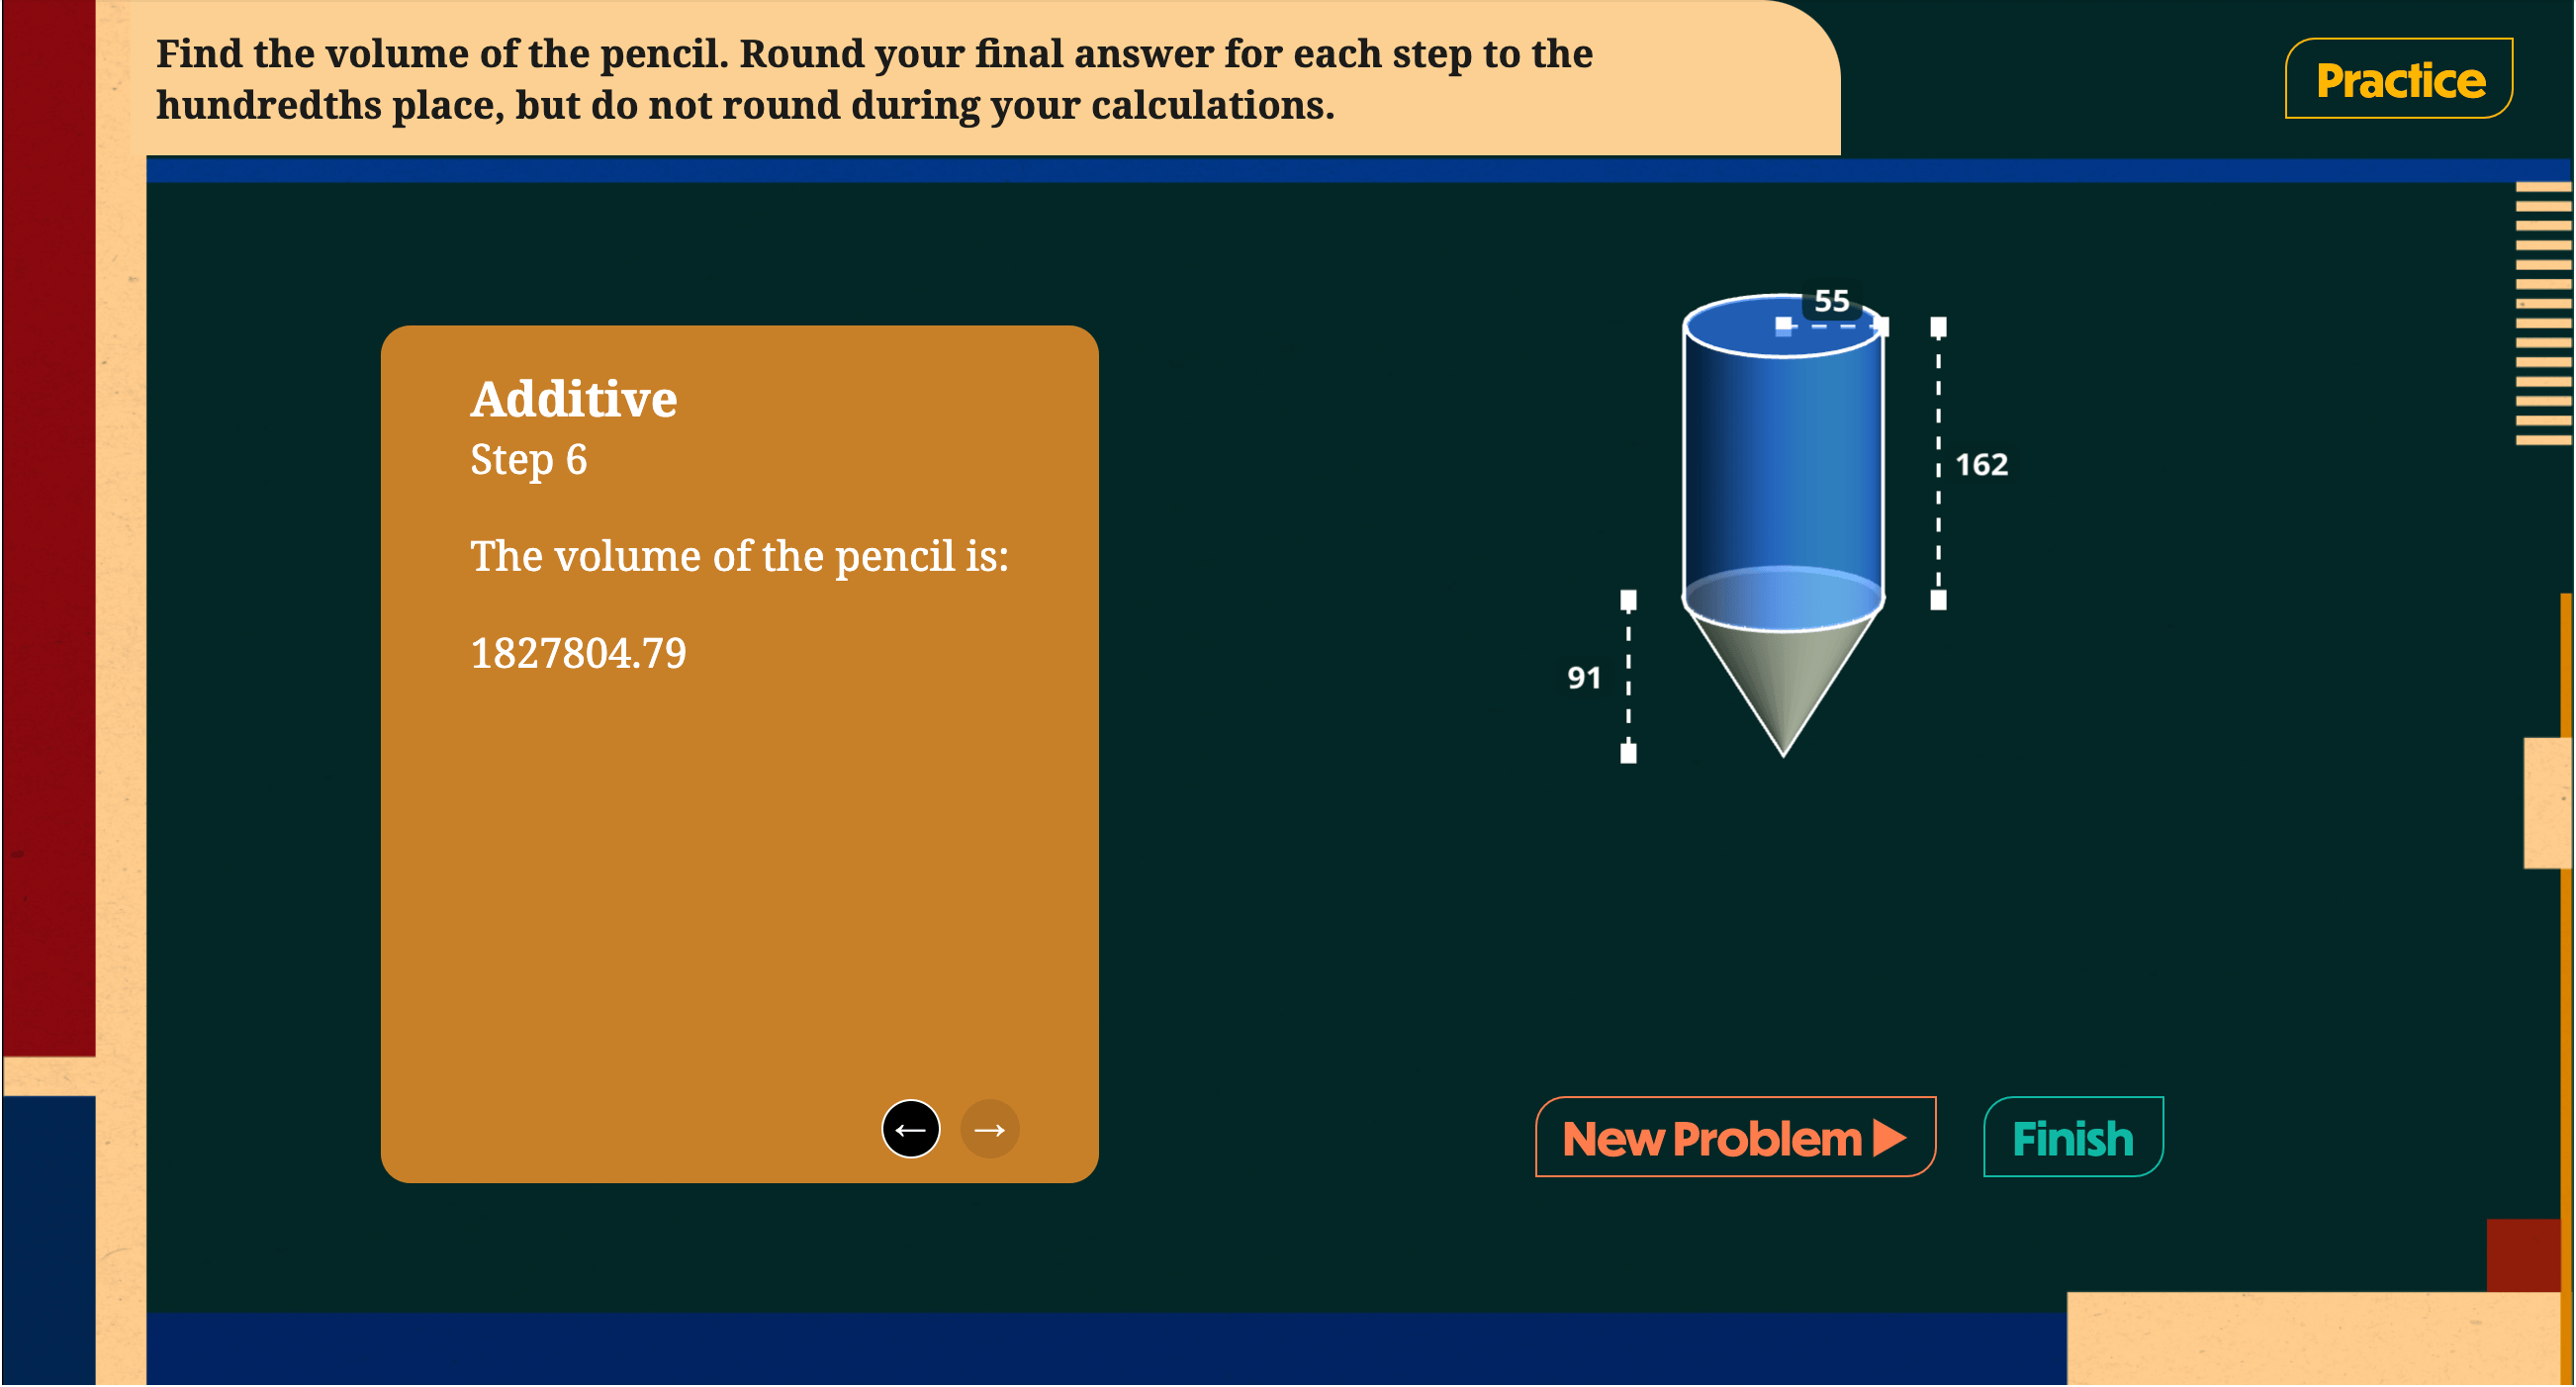 Find the volume of the pencil. Round your final answer for each step to the
hundredths place, but do not round during your calculations.
Practice
Additive
Step 6
The volume of the pencil is:
1827804.79
← →
55
162
91
New Problem ▶
Finish